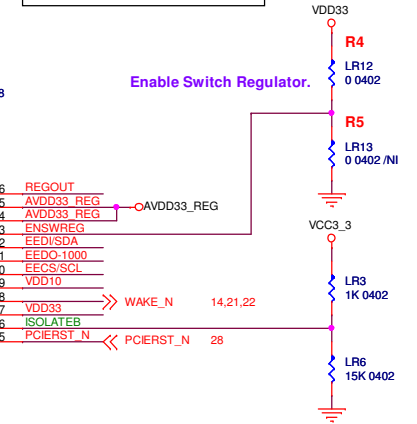 VDD33
R4
LR12
0 0402
Enable Switch Regulator.
8
R5
LR13
0 0402 /NI
6 REGOUT
5 AVDD33_REG
AVDD33_REG
4 AVDD33_REG
3 ENSWREG
2 EEDI/SDA
1 EEDO-1000
0 EECS/SCL
9 VDD10
8 WAKE_N 14,21,22
7 VDD33
6 ISOLATEB
5 PCIERST_N PCIERST_N 28
VCC3_3
LR3
1K 0402
LR6
15K 0402